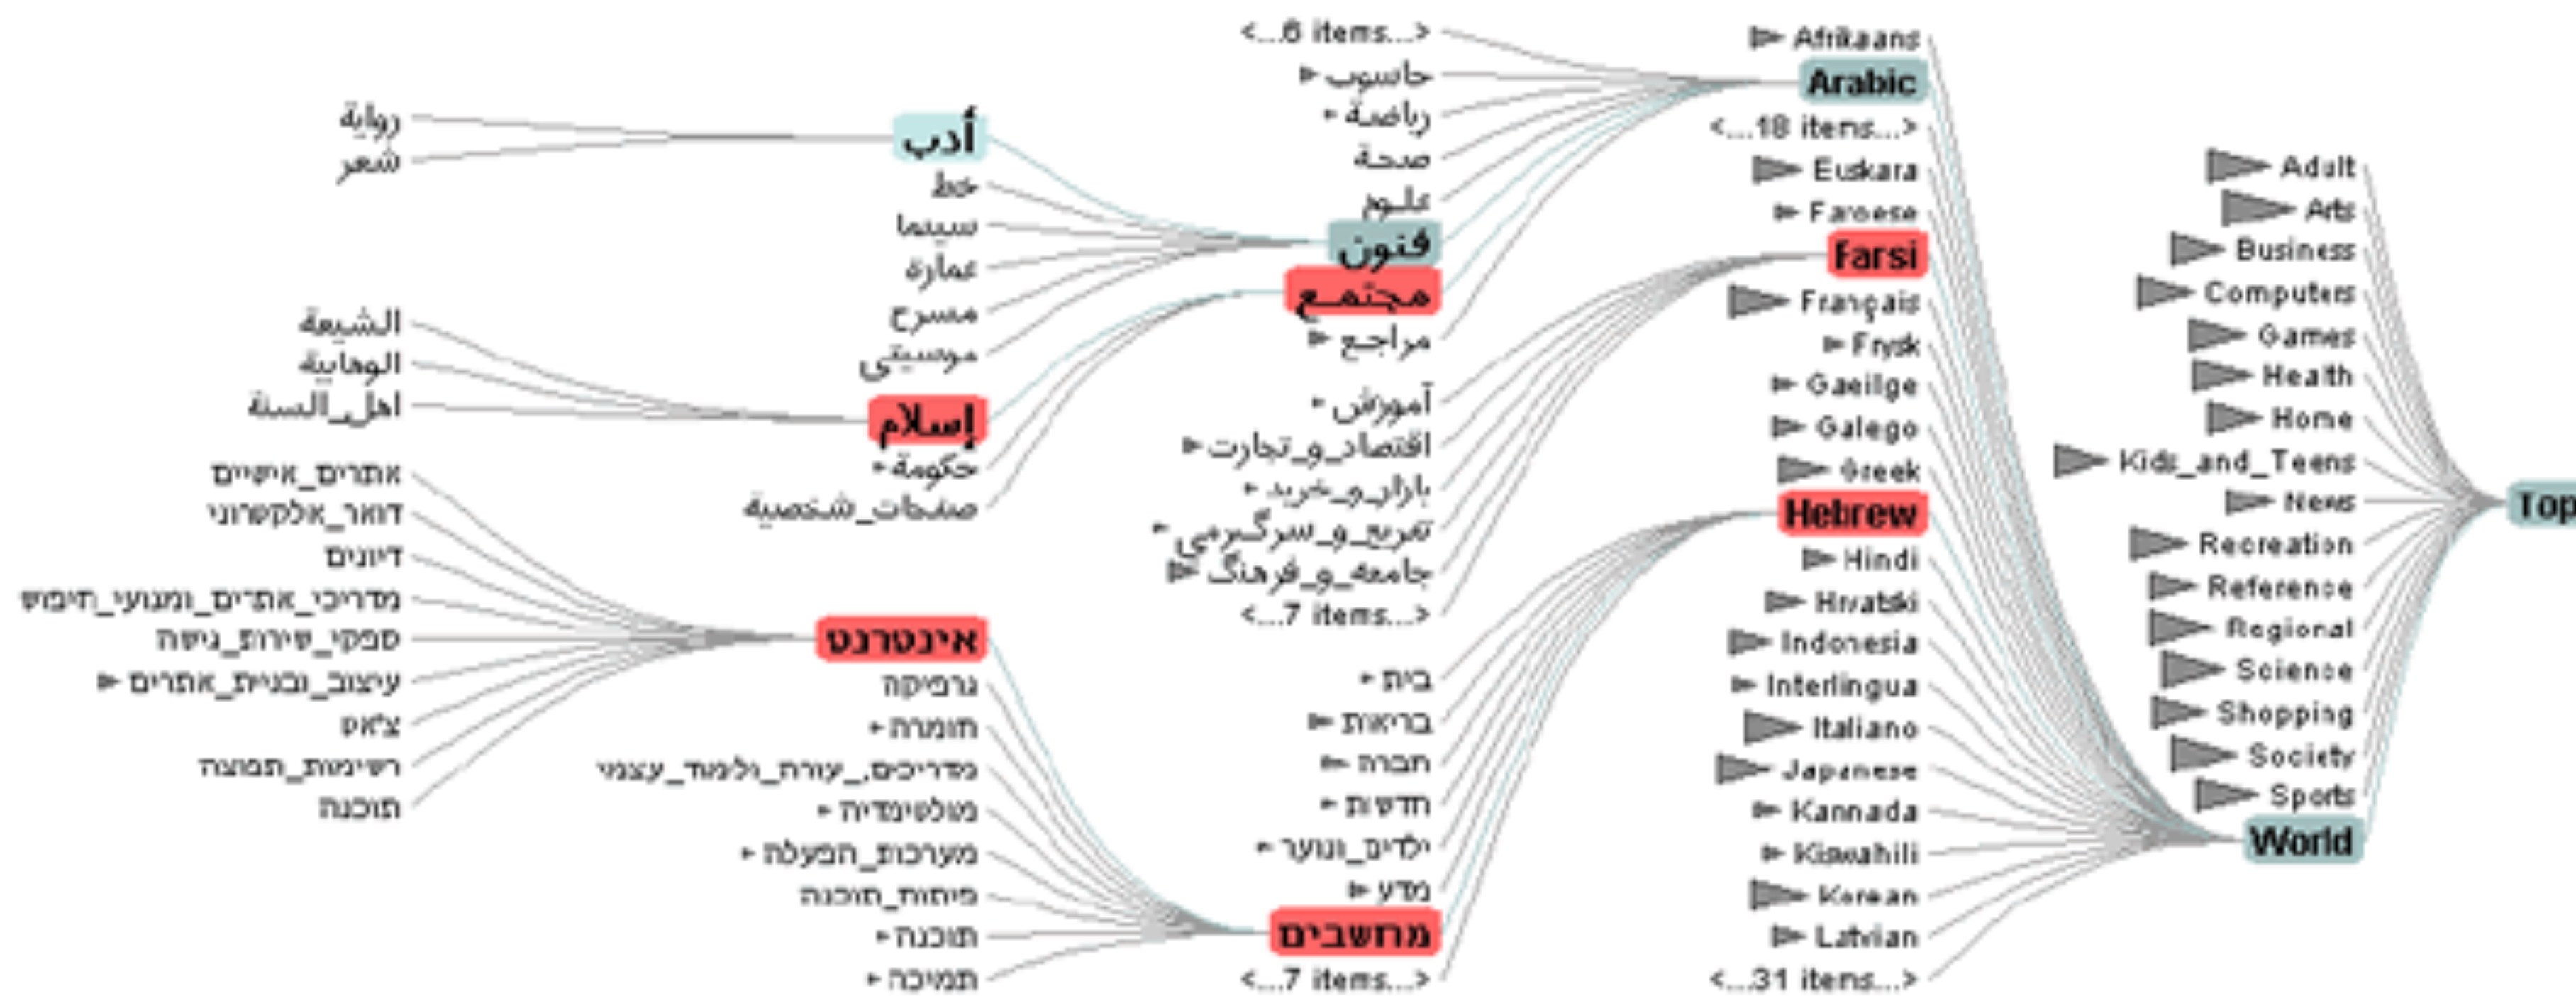 Top
Adult
Arts
Business
Computers
Games
Health
Home
Kids_and_Teens
News
Recreation
Reference
Regional
Science
Shopping
Society
Sports
World
Afrikaans
Arabic
<...18 items...>
Euskara
Faroese
Farsi
Français
Frysk
Gaeilge
Galego
Greek
Hebrew
Hindi
Hrvatski
Indonesia
Interlingua
Italiano
Japanese
Kannada
Kiswahili
Korean
Latvian
<...31 items...>
<...6 items...>
حاسوب
رياضة
صحة
علوم
فنون
مجتمع
مراجع
آموزش
اقتصاد_و_تجارت
بازار_و_خرید
تفریح_و_سرگرمی
جامعه_و_فرهنگ
<...7 items...>
בית
בריאות
חברה
חדשות
ילדים_ונוער
מדע
מחשבים
<...7 items...>
أدب
خط
سينما
عمارة
مسرح
موسيقى
إسلام
حكومة
صفحات_شخصية
אינטרנט
גרפיקה
חומרה
מדריכים,_עזרה_ולימוד_עצמי
מולטימדיה
מערכות_הפעלה
פיתוח_תוכנה
תוכנה
תמיכה
رواية
شعر
الشيعة
الوهابية
اهل_السنة
אתרים_אישיים
דואר_אלקטרוני
דיונים
מדריכי_אתרים_ומנועי_חיפוש
ספקי_שירות_גישה
עיצוב_ובניית_אתרים
צ'אט
רשימות_תפוצה
תוכנה